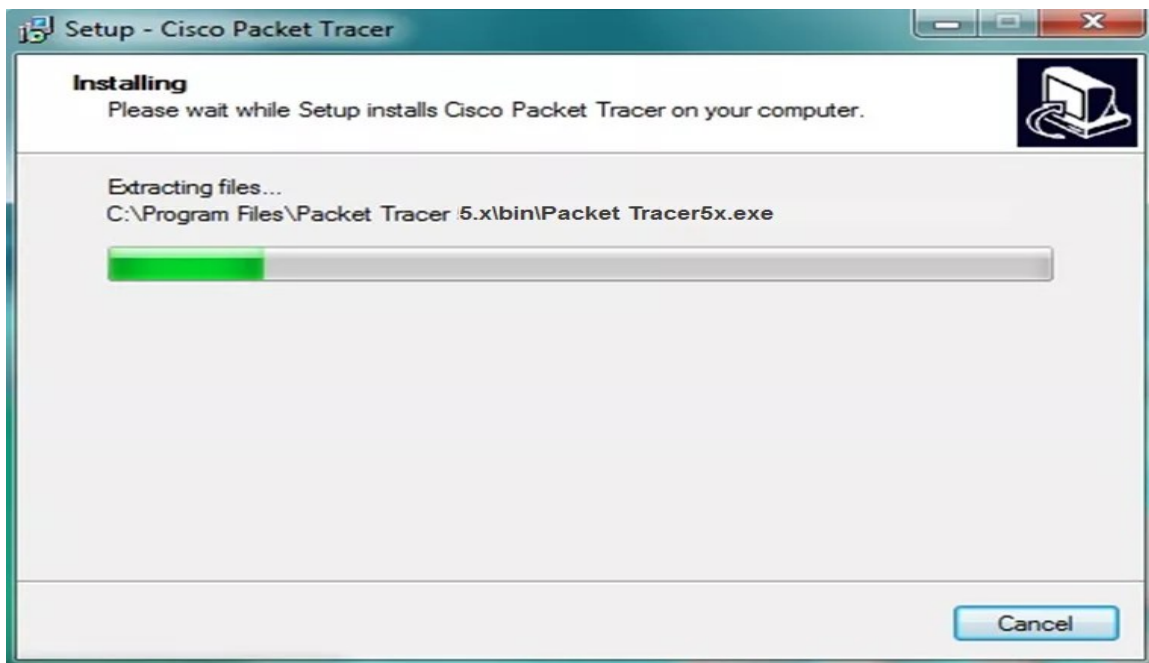 Setup - Cisco Packet Tracer
Installing
Please wait while Setup installs Cisco Packet Tracer on your computer.
Extracting files...
C:\Program Files\Packet Tracer 5.x\bin\Packet Tracer5x.exe
Cancel